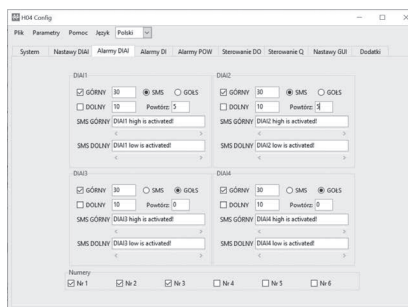 H04 Config
Plik Parametry Pomoc Język Polski
System Nastawy DIAI Alarmy DIAI Alarmy DI Alarmy POW Sterowanie DO Sterowanie Q Nastawy GUI Dodatki
DIAI1
GÓRNY 30 SMS GOŁS
DOLNY 10 Powtórz: 5
SMS GÓRNY DIAI1 high is activated!
SMS DOLNY DIAI1 low is activated!
DIAI2
GÓRNY 30 SMS GOŁS
DOLNY 10 Powtórz: 5
SMS GÓRNY DIAI2 high is activated!
SMS DOLNY DIAI2 low is activated!
DIAI3
GÓRNY 30 SMS GOŁS
DOLNY 10 Powtórz: 0
SMS GÓRNY DIAI3 high is activated!
SMS DOLNY DIAI3 low is activated!
DIAI4
GÓRNY 30 SMS GOŁS
DOLNY 10 Powtórz: 0
SMS GÓRNY DIAI4 high is activated!
SMS DOLNY DIAI4 low is activated!
Numery
Nr 1 Nr 2 Nr 3 Nr 4 Nr 5 Nr 6